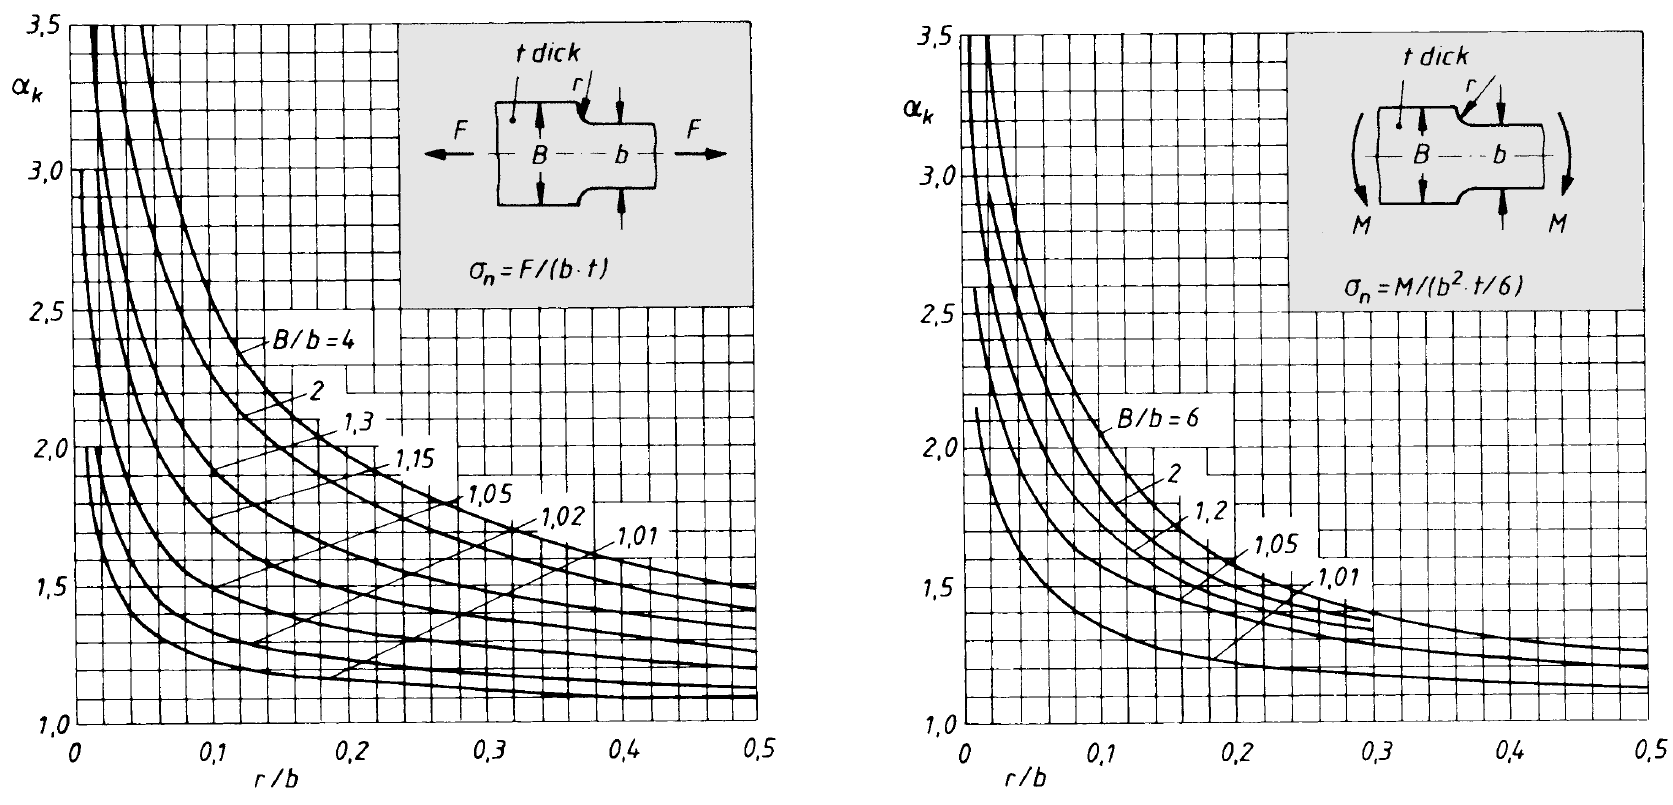 3,5
α_k
3,0
2,5
2,0
1,5
1,0
t dick
r
F
F
B
b
σ_n = F/(b · t)
B/b = 4
2
1,3
1,15
1,05
1,02
1,01
0
0,1
0,2
0,3
0,4
0,5
r/b
3,5
α_k
3,0
2,5
2,0
1,5
1,0
t dick
r
B
b
M
M
σ_n = M/(b² · t/6)
B/b = 6
2
1,2
1,05
1,01
0
0,1
0,2
0,3
0,4
0,5
r/b